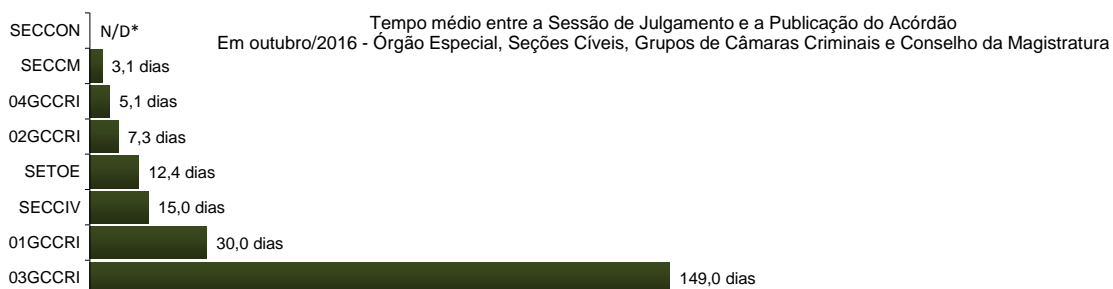 Tempo médio entre a Sessão de Julgamento e a Publicação do Acórdão
Em outubro/2016 - Órgão Especial, Seções Cíveis, Grupos de Câmaras Criminais e Conselho da Magistratura
SECCON N/D*
SECCM 3,1 dias
04GCCRI 5,1 dias
02GCCRI 7,3 dias
SETOE 12,4 dias
SECCIV 15,0 dias
01GCCRI 30,0 dias
03GCCRI 149,0 dias